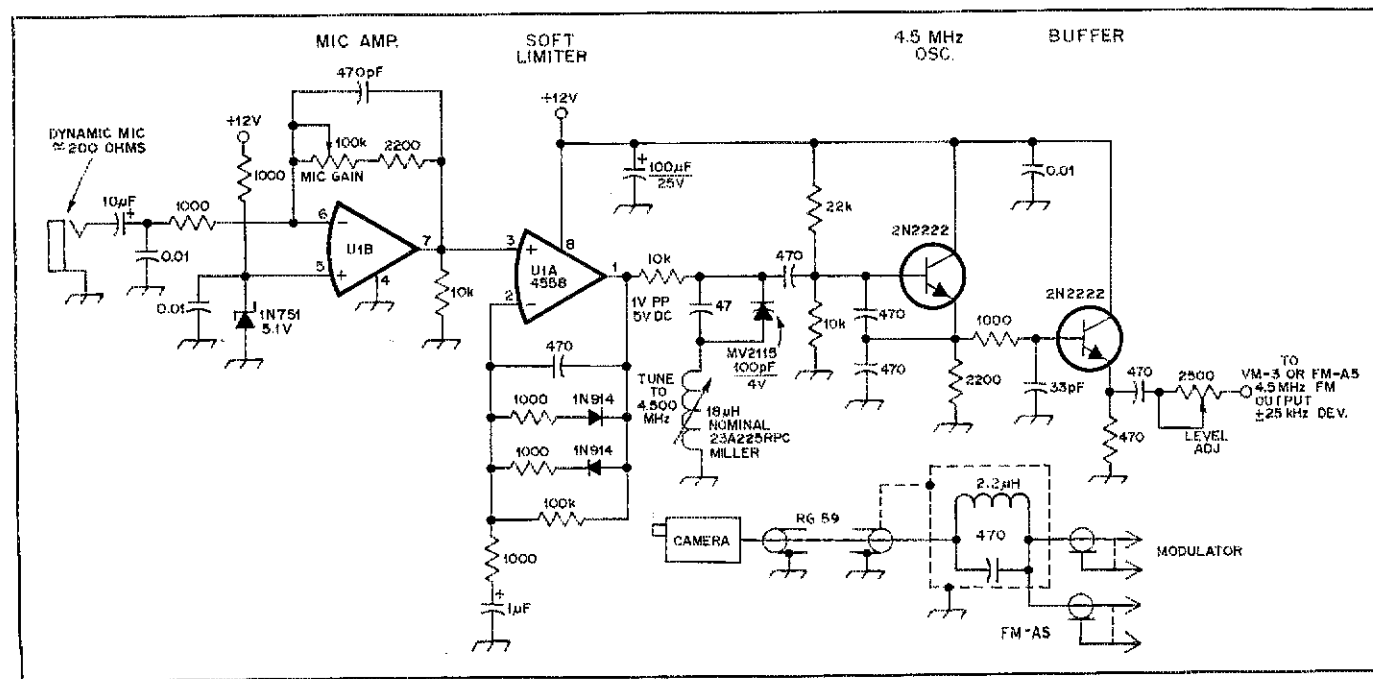 MIC AMP.
SOFT
LIMITER
4.5 MHz
OSC.
BUFFER
470pF
+12V
+12V
DYNAMIC MIC
≃ 200 OHMS
100k
2200
MIC GAIN
1000
100µF
25V
0.01
10µF
+
1000
6
−
U1B
7
5
+
4
0.01
0.01
1N751
5.1V
10k
3
+
8
U1A
4558
1
2
−
10k
1V PP
5V DC
22k
470
47
MV2115
100pF
4V
10k
2N2222
470
470
2N2222
1000
2200
33pF
470
2500
LEVEL
ADJ
470
TO
VM-3 OR FM-A5
4.5 MHz FM
OUTPUT
±25 kHz DEV.
TUNE TO
4.500
MHz
18µH
NOMINAL
23A225RPC
MILLER
470
1000
1N914
1000
1N914
100k
1000
+
1µF
CAMERA
RG 59
2.2µH
470
MODULATOR
FM-A5